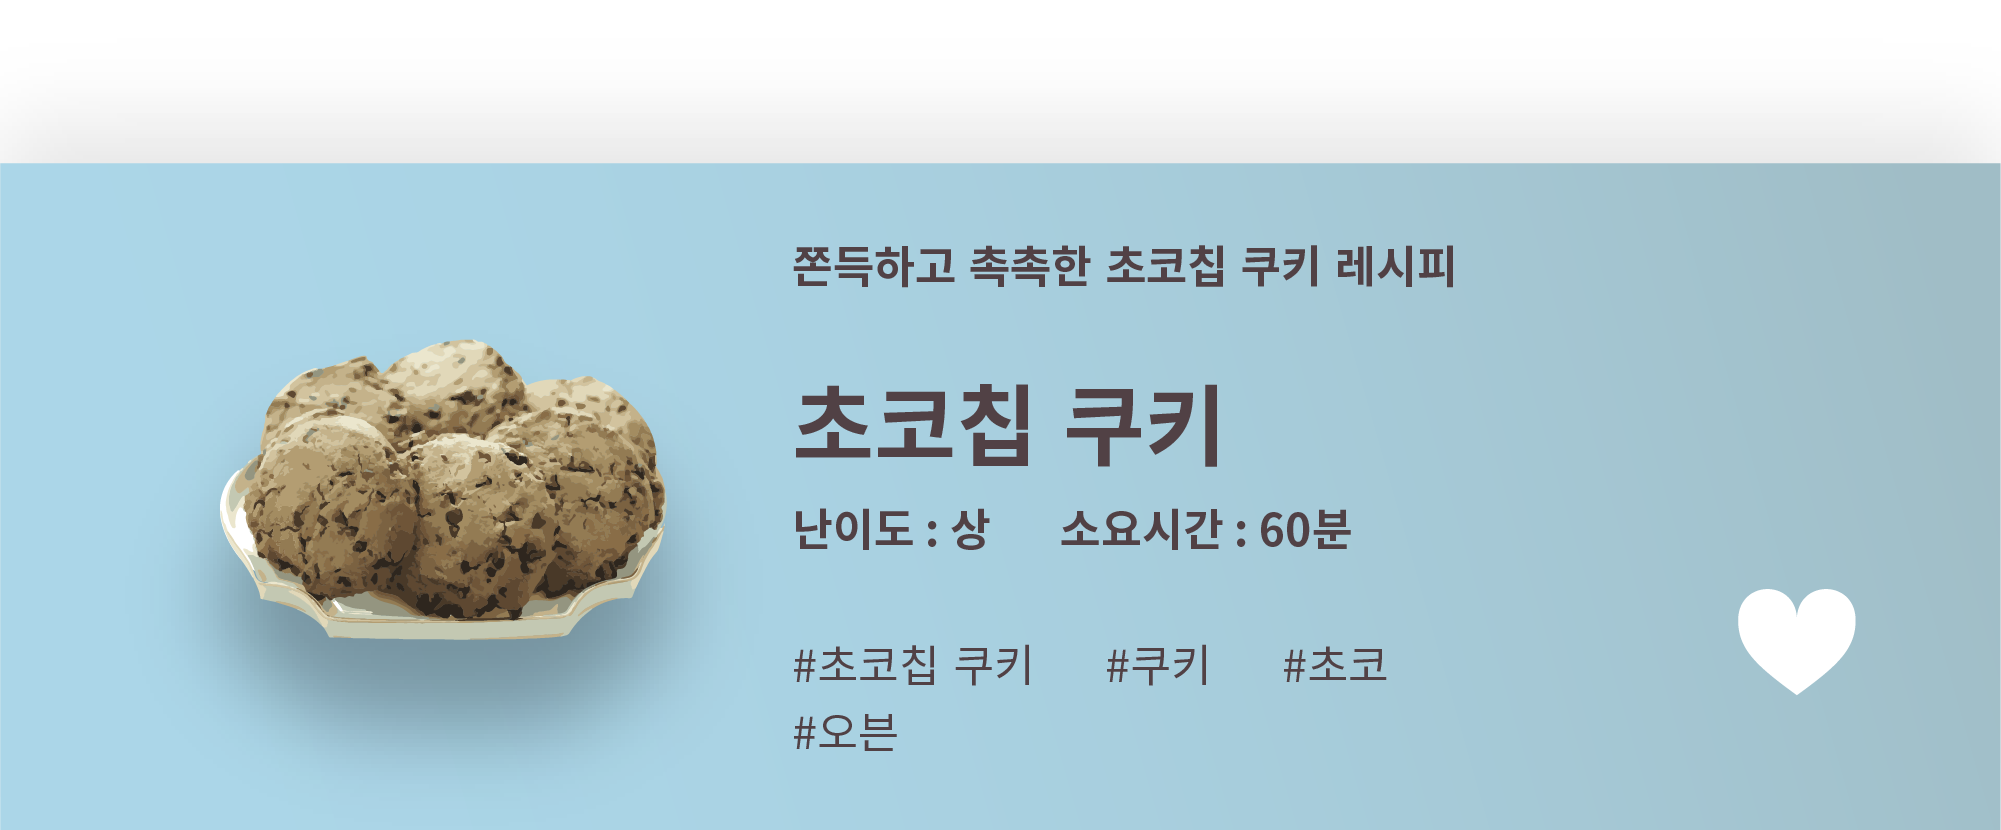 쫀득하고 촉촉한 초코칩 쿠키 레시피
초코칩 쿠키
난이도 : 상 소요시간 : 60분
#초코칩 쿠키 #쿠키 #초코
#오븐